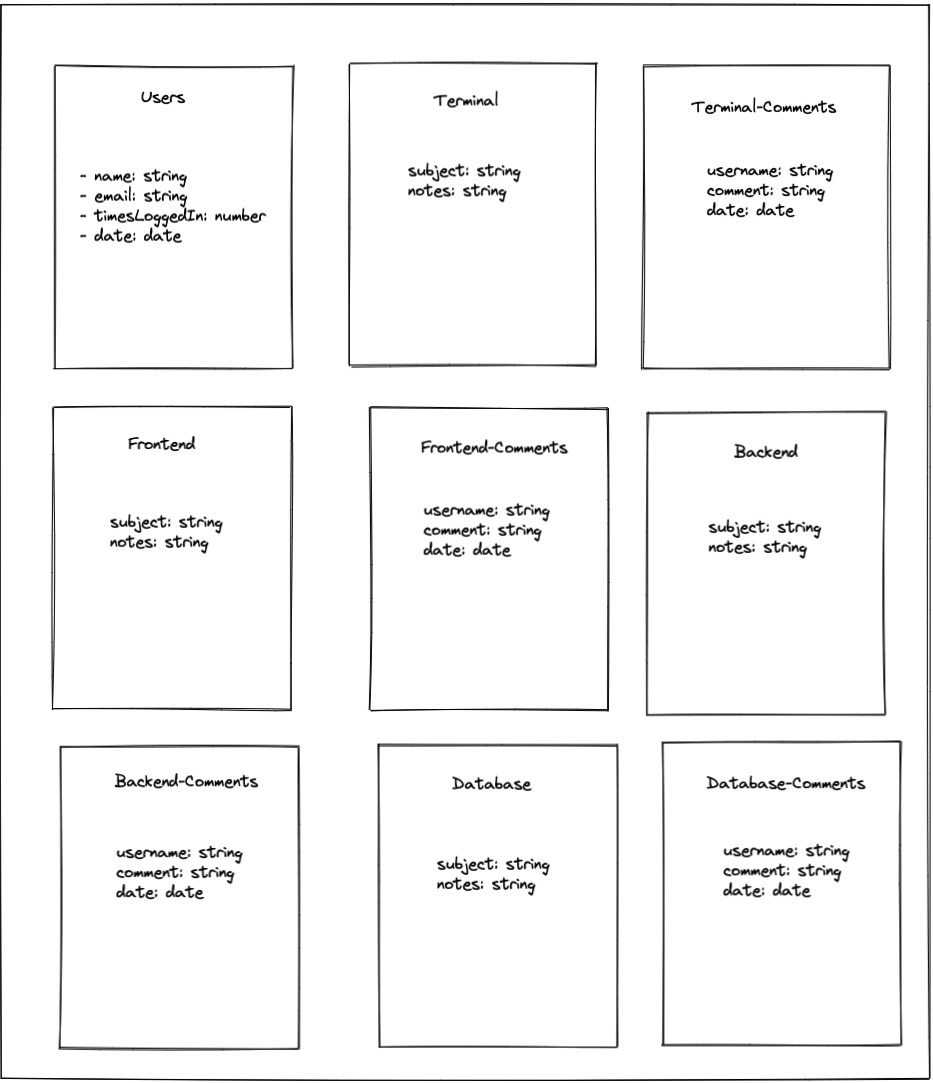 Users
- name: string
- email: string
- timesLoggedIn: number
- date: date
Terminal
subject: string
notes: string
Terminal-Comments
username: string
comment: string
date: date
Frontend
subject: string
notes: string
Frontend-Comments
username: string
comment: string
date: date
Backend
subject: string
notes: string
Backend-Comments
username: string
comment: string
date: date
Database
subject: string
notes: string
Database-Comments
username: string
comment: string
date: date